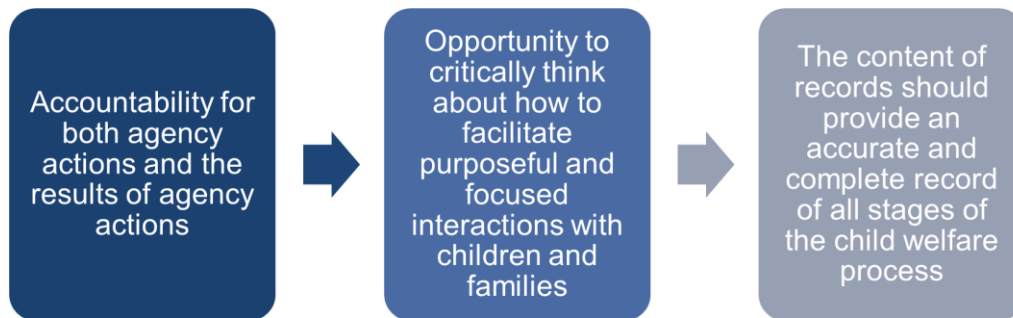 Accountability for
both agency
actions and the
results of agency
actions
Opportunity to
critically think
about how to
facilitate
purposeful and
focused
interactions with
children and
families
The content of
records should
provide an
accurate and
complete record
of all stages of
the child welfare
process